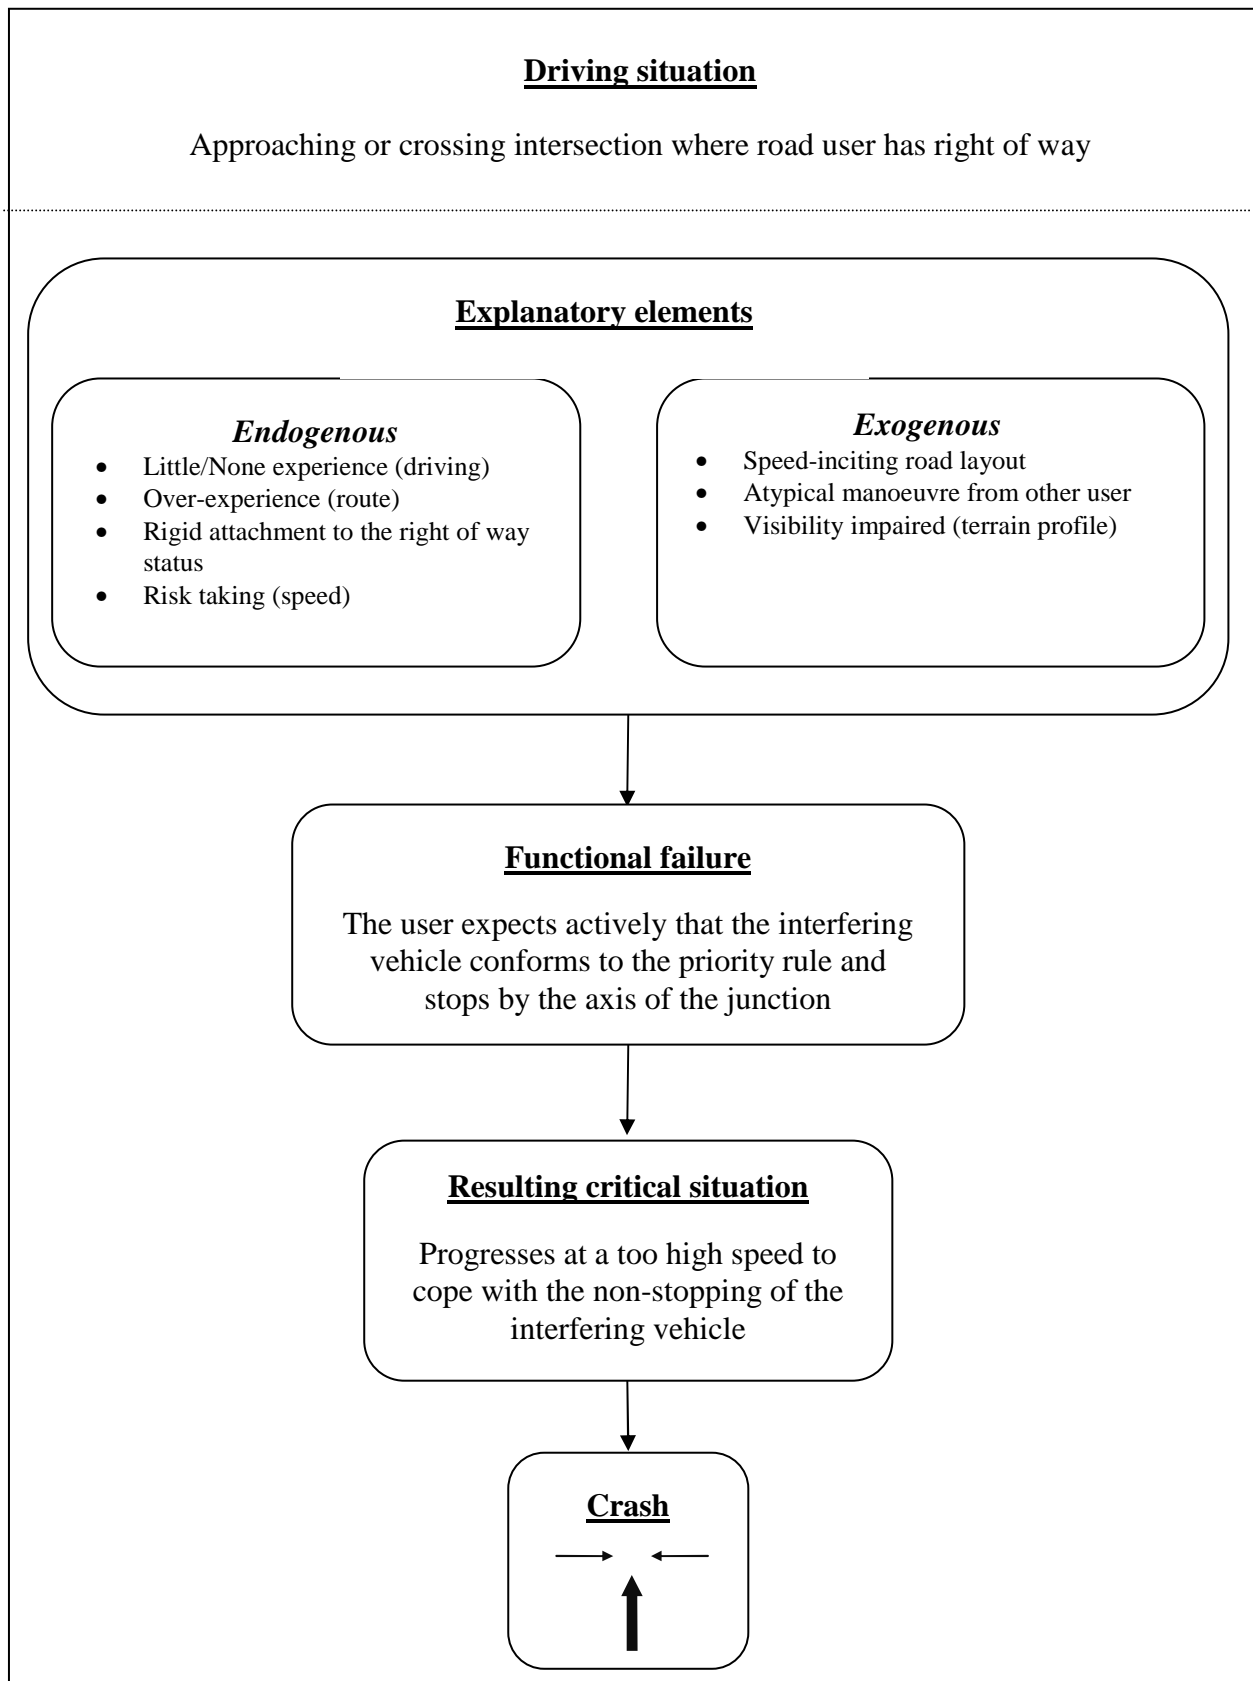 Driving situation
Approaching or crossing intersection where road user has right of way
Explanatory elements
Endogenous
• Little/None experience (driving)
• Over-experience (route)
• Rigid attachment to the right of way
status
• Risk taking (speed)
Exogenous
• Speed-inciting road layout
• Atypical manoeuvre from other user
• Visibility impaired (terrain profile)
Functional failure
The user expects actively that the interfering
vehicle conforms to the priority rule and
stops by the axis of the junction
Resulting critical situation
Progresses at a too high speed to
cope with the non-stopping of the
interfering vehicle
Crash